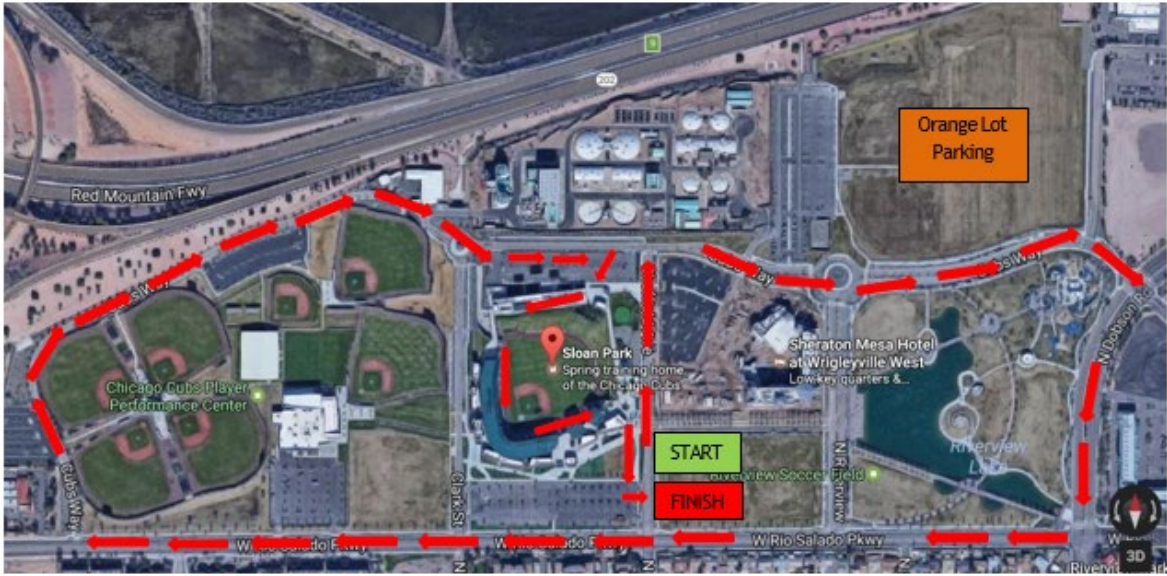 9
202
Orange Lot
Parking
Red Mountain Fwy
Sloan Park
Spring training home
of the Chicago Cubs
Sheraton Mesa Hotel
at Wrigleyville West
Low-key quarters &...
Chicago Cubs Player
Performance Center
N Dobson Rd
START
Riverview
Riverview Soccer Field
FINISH
Clark St
N Riverview
Cubs Way
W Rio Salado Pkwy
W Rio Salado Pkwy
W Rio Salado Pkwy
N
N
3D